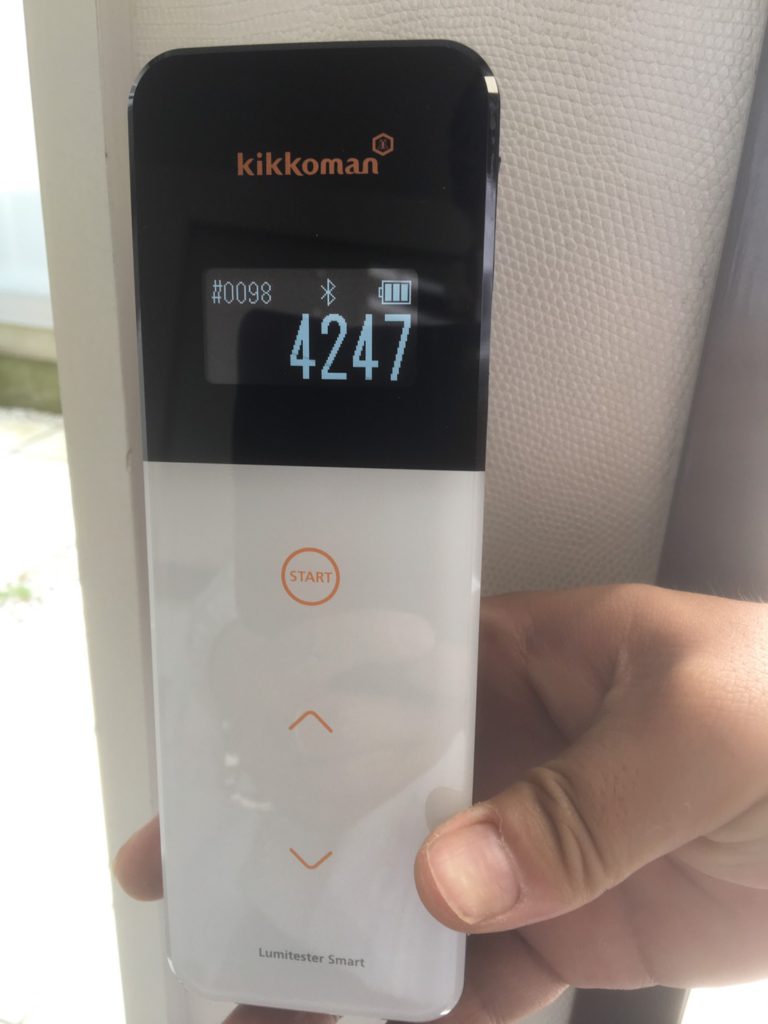 kikkoman
#0098
4247
START
Lumitester Smart